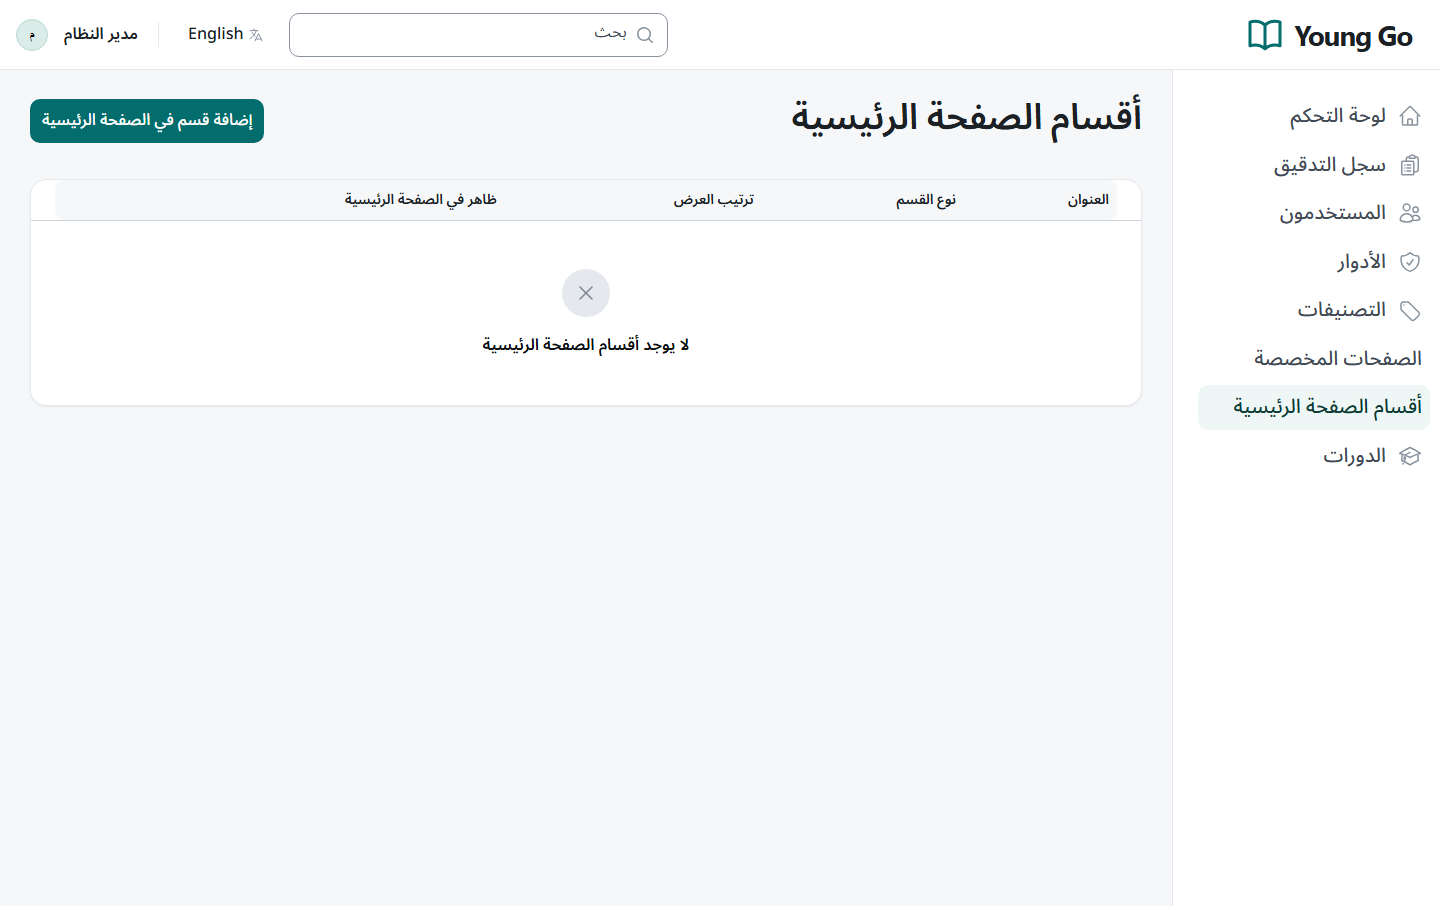 Young Go
بحث
English
مدير النظام
م
لوحة التحكم
سجل التدقيق
المستخدمون
الأدوار
التصنيفات
الصفحات المخصصة
أقسام الصفحة الرئيسية
الدورات
أقسام الصفحة الرئيسية
إضافة قسم في الصفحة الرئيسية
العنوان نوع القسم ترتيب العرض ظاهر في الصفحة الرئيسية
لا يوجد أقسام الصفحة الرئيسية